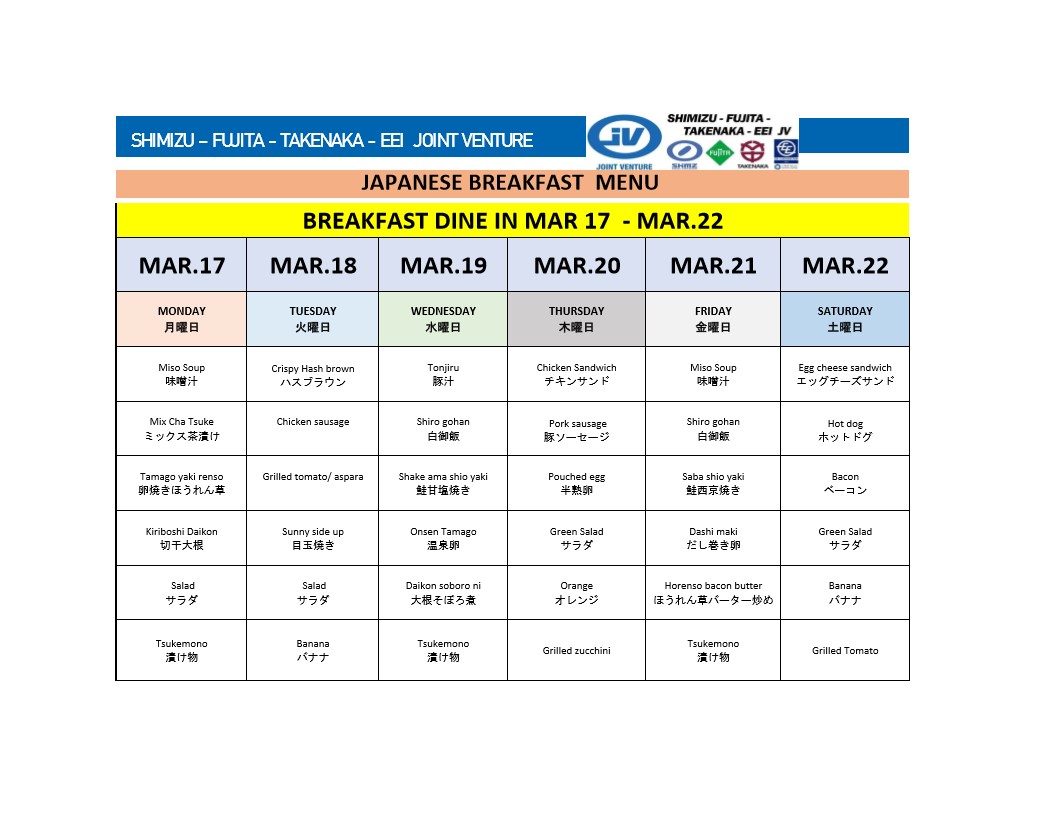 SHIMIZU – FUJITA - TAKENAKA - EEI JOINT VENTURE
JV
JOINT VENTURE
SHIMIZU - FUJITA -
TAKENAKA - EEI JV
SHIMZ
FUJITA
TAKENAKA
JAPANESE BREAKFAST MENU
BREAKFAST DINE IN MAR 17 - MAR.22
MAR.17 MAR.18 MAR.19 MAR.20 MAR.21 MAR.22
MONDAY TUESDAY WEDNESDAY THURSDAY FRIDAY SATURDAY
月曜日 火曜日 水曜日 木曜日 金曜日 土曜日
Miso Soup Crispy Hash brown Tonjiru Chicken Sandwich Miso Soup Egg cheese sandwich
味噌汁 ハスブラウン 豚汁 チキンサンド 味噌汁 エッグチーズサンド
Mix Cha Tsuke Chicken sausage Shiro gohan Pork sausage Shiro gohan Hot dog
ミックス茶漬け 白御飯 豚ソーセージ 白御飯 ホットドグ
Tamago yaki renso Grilled tomato/ aspara Shake ama shio yaki Pouched egg Saba shio yaki Bacon
卵焼きほうれん草 鮭甘塩焼き 半熟卵 鮭西京焼き ベーコン
Kiriboshi Daikon Sunny side up Onsen Tamago Green Salad Dashi maki Green Salad
切干大根 目玉焼き 温泉卵 サラダ だし巻き卵 サラダ
Salad Salad Daikon soboro ni Orange Horenso bacon butter Banana
サラダ サラダ 大根そぼろ煮 オレンジ ほうれん草バーター炒め バナナ
Tsukemono Banana Tsukemono Grilled zucchini Tsukemono Grilled Tomato
漬け物 バナナ 漬け物 漬け物